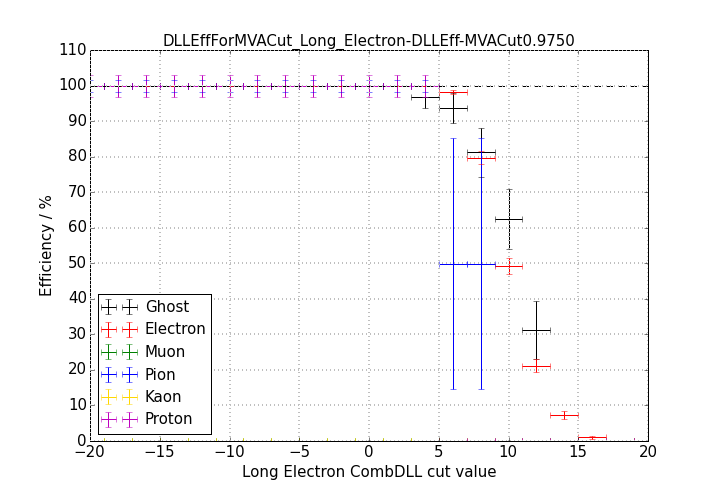 DLLEffForMVACut_Long_Electron-DLLEff-MVACut0.9750
110
100
90
80
70
60
50
40
30
20
10
0
Efficiency / %
Ghost
Electron
Muon
Pion
Kaon
Proton
−20 −15 −10 −5 0 5 10 15 20
Long Electron CombDLL cut value